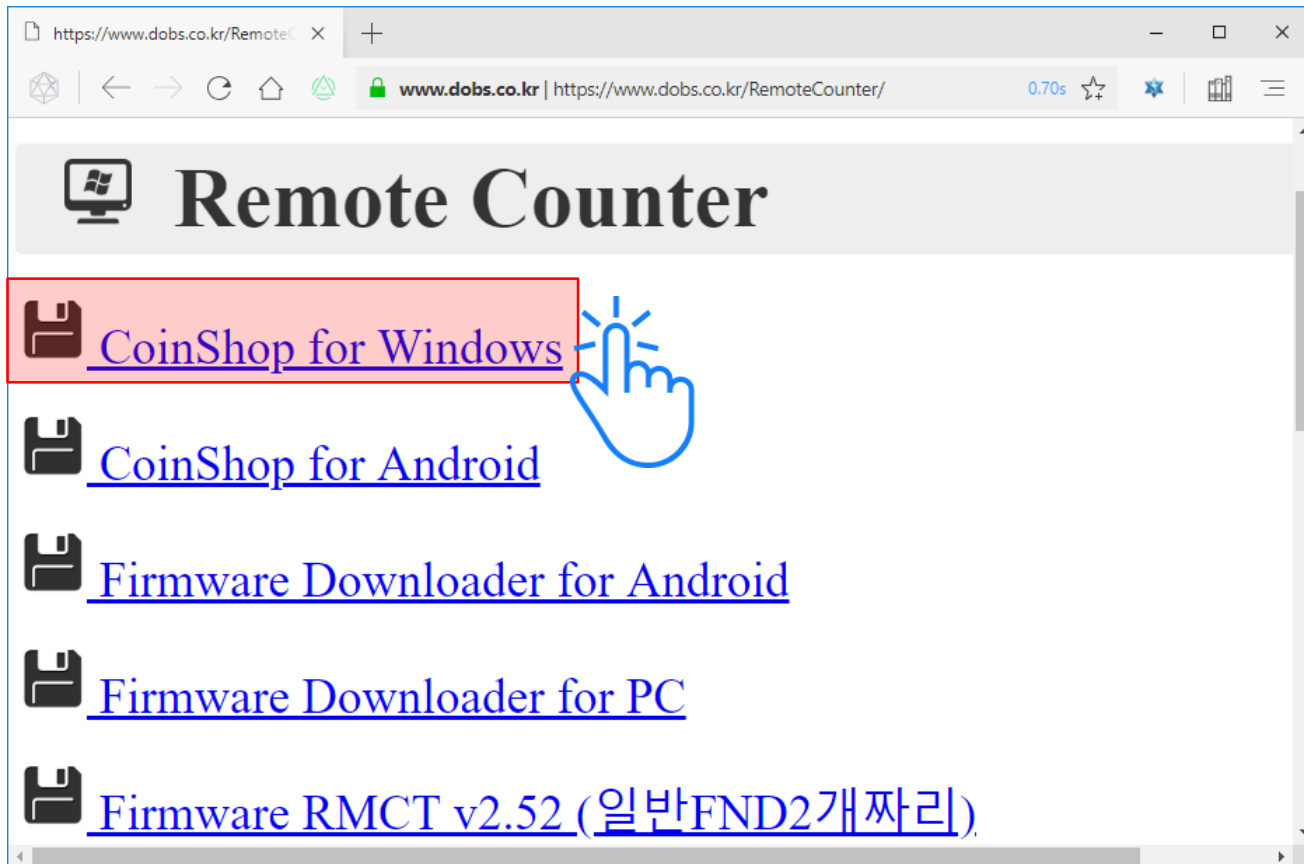 https://www.dobs.co.kr/RemoteC
www.dobs.co.kr | https://www.dobs.co.kr/RemoteCounter/ 0.70s
Remote Counter
CoinShop for Windows
CoinShop for Android
Firmware Downloader for Android
Firmware Downloader for PC
Firmware RMCT v2.52 (일반FND2개짜리)